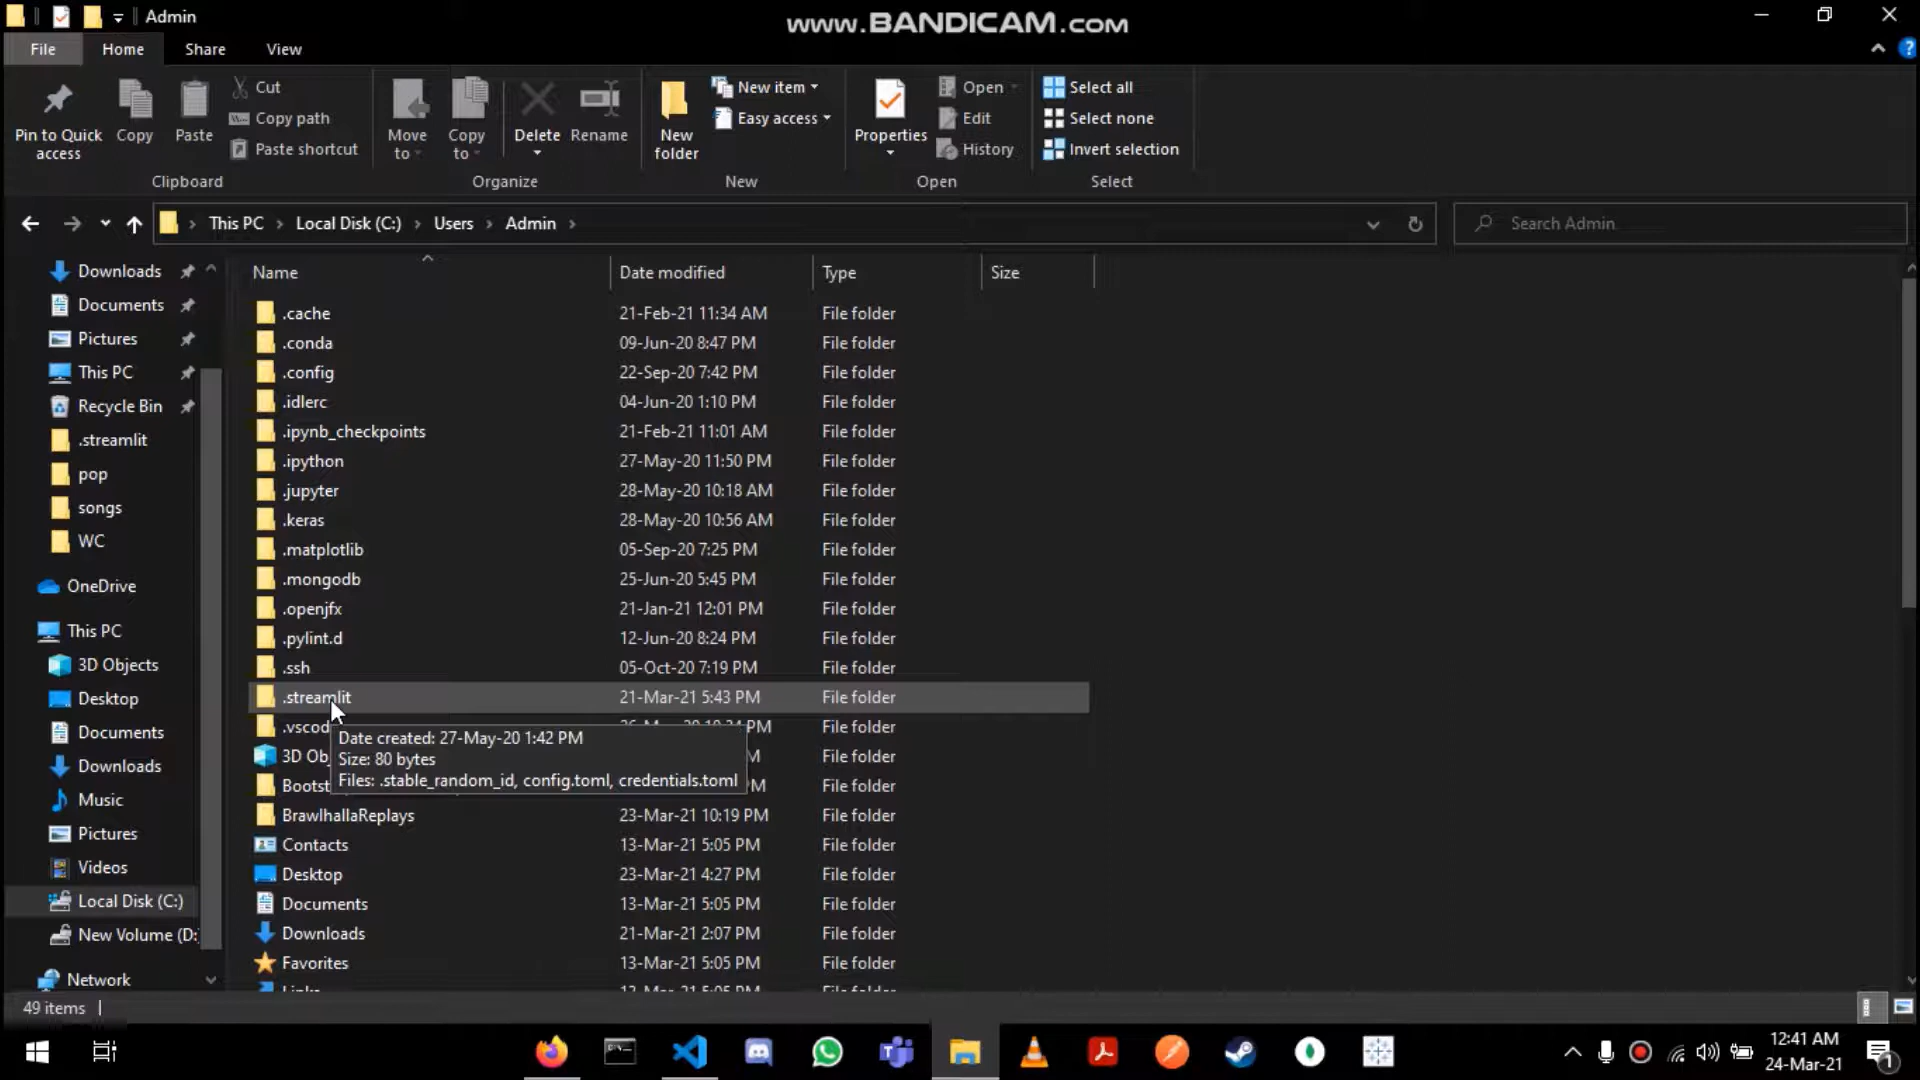 Admin
www.BANDICAM.com
File
Home
Share
View
Pin to Quick access
Copy
Paste
Cut
Copy path
Paste shortcut
Clipboard
Move to
Copy to
Delete
Rename
Organize
New folder
New item
Easy access
New
Properties
Open
Edit
History
Open
Select all
Select none
Invert selection
Select
This PC > Local Disk (C:) > Users > Admin >
Search Admin
Downloads
Documents
Pictures
This PC
Recycle Bin
.streamlit
pop
songs
WC
OneDrive
This PC
3D Objects
Desktop
Documents
Downloads
Music
Pictures
Videos
Local Disk (C:)
New Volume (D:
Network
Name Date modified Type Size
.cache 21-Feb-21 11:34 AM File folder
.conda 09-Jun-20 8:47 PM File folder
.config 22-Sep-20 7:42 PM File folder
.idlerc 04-Jun-20 1:10 PM File folder
.ipynb_checkpoints 21-Feb-21 11:01 AM File folder
.ipython 27-May-20 11:50 PM File folder
.jupyter 28-May-20 10:18 AM File folder
.keras 28-May-20 10:56 AM File folder
.matplotlib 05-Sep-20 7:25 PM File folder
.mongodb 25-Jun-20 5:45 PM File folder
.openjfx 21-Jan-21 12:01 PM File folder
.pylint.d 12-Jun-20 8:24 PM File folder
.ssh 05-Oct-20 7:19 PM File folder
.streamlit 21-Mar-21 5:43 PM File folder
.vscod PM File folder
3D Ob M File folder
Boots M File folder
Date created: 27-May-20 1:42 PM
Size: 80 bytes
Files: .stable_random_id, config.toml, credentials.toml
BrawlhallaReplays 23-Mar-21 10:19 PM File folder
Contacts 13-Mar-21 5:05 PM File folder
Desktop 23-Mar-21 4:27 PM File folder
Documents 13-Mar-21 5:05 PM File folder
Downloads 21-Mar-21 2:07 PM File folder
Favorites 13-Mar-21 5:05 PM File folder
49 items
12:41 AM
24-Mar-21
1